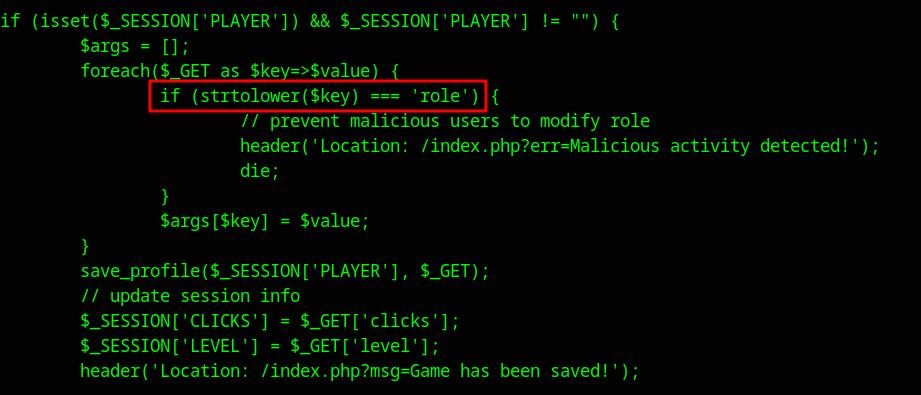 if (isset($_SESSION['PLAYER']) && $_SESSION['PLAYER'] != "") {
        $args = [];
        foreach($_GET as $key=>$value) {
                if (strtolower($key) === 'role') {
                        // prevent malicious users to modify role
                        header('Location: /index.php?err=Malicious activity detected!');
                        die;
                }
                $args[$key] = $value;
        }
        save_profile($_SESSION['PLAYER'], $_GET);
        // update session info
        $_SESSION['CLICKS'] = $_GET['clicks'];
        $_SESSION['LEVEL'] = $_GET['level'];
        header('Location: /index.php?msg=Game has been saved!');